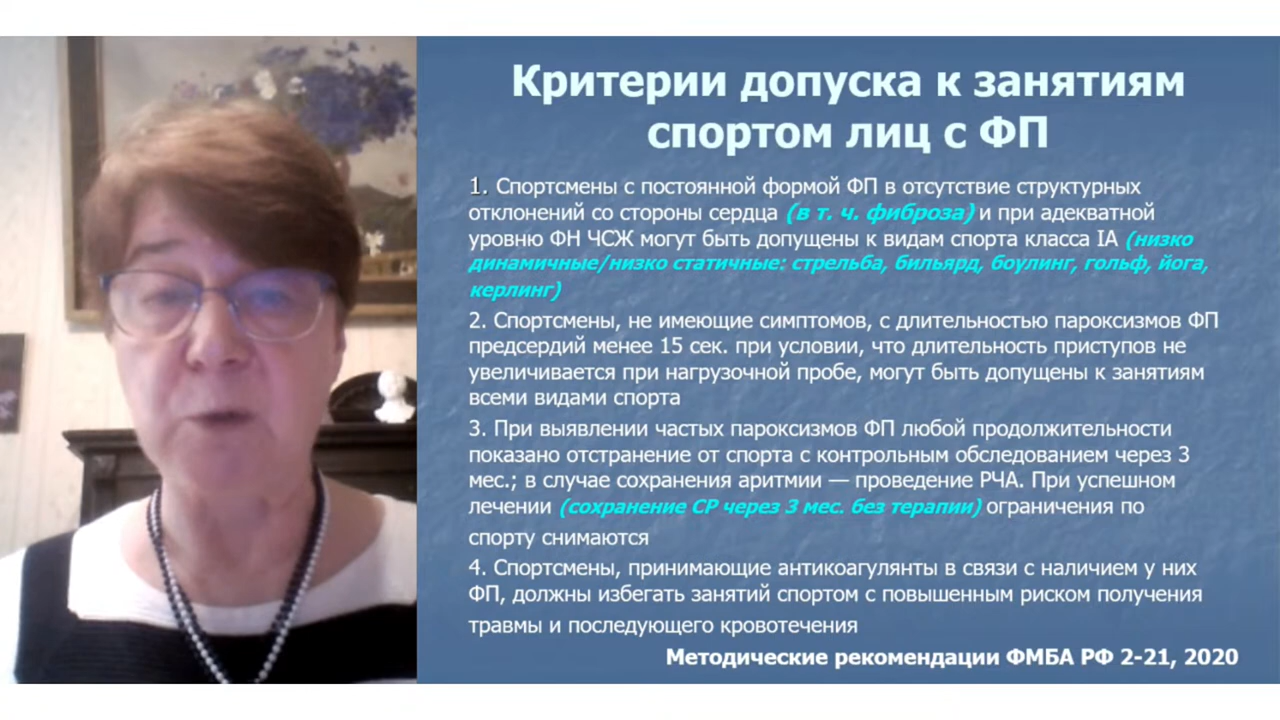 Критерии допуска к занятиям
спортом лиц с ФП
1. Спортсмены с постоянной формой ФП в отсутствие структурных
отклонений со стороны сердца (в т. ч. фиброза) и при адекватной
уровню ФН ЧСЖ могут быть допущены к видам спорта класса IA (низко
динамичные/низко статичные: стрельба, бильярд, боулинг, гольф, йога,
керлинг)
2. Спортсмены, не имеющие симптомов, с длительностью пароксизмов ФП
предсердий менее 15 сек. при условии, что длительность приступов не
увеличивается при нагрузочной пробе, могут быть допущены к занятиям
всеми видами спорта
3. При выявлении частых пароксизмов ФП любой продолжительности
показано отстранение от спорта с контрольным обследованием через 3
мес.; в случае сохранения аритмии — проведение РЧА. При успешном
лечении (сохранение СР через 3 мес. без терапии) ограничения по
спорту снимаются
4. Спортсмены, принимающие антикоагулянты в связи с наличием у них
ФП, должны избегать занятий спортом с повышенным риском получения
травмы и последующего кровотечения
Методические рекомендации ФМБА РФ 2-21, 2020